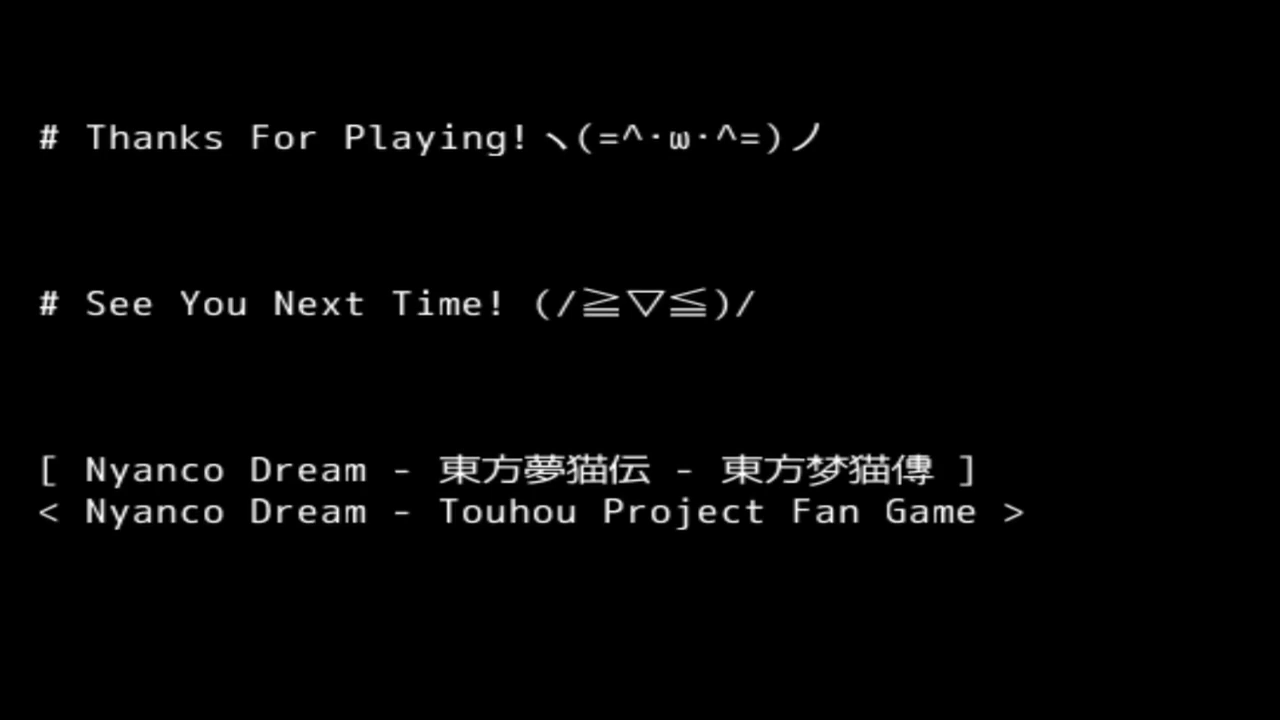 # Thanks For Playing! ヽ(=^･ω･^=)ノ
# See You Next Time! (/≧▽≦)/
[ Nyanco Dream - 東方夢猫伝 - 東方梦猫傳 ]
< Nyanco Dream - Touhou Project Fan Game >